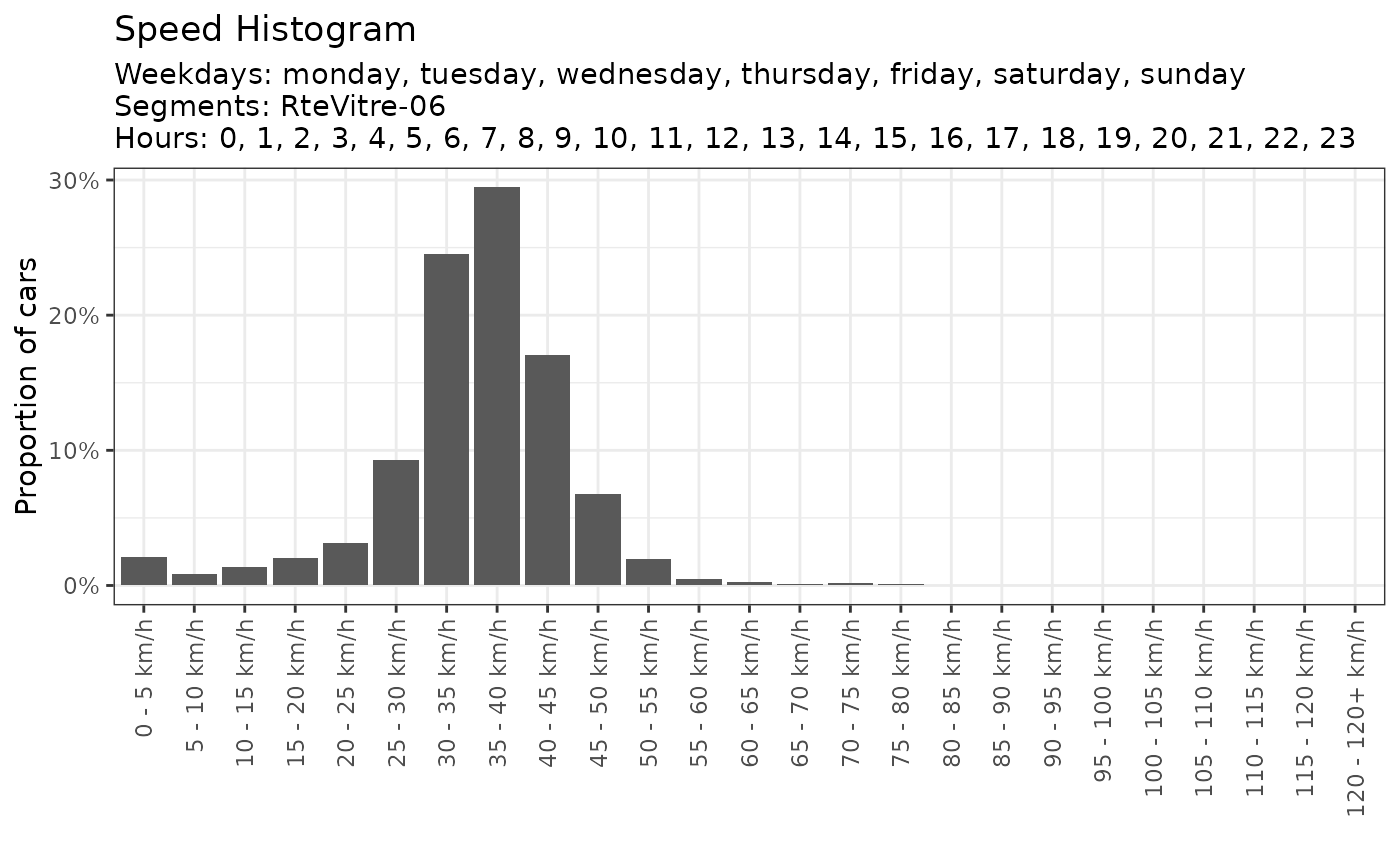 Speed Histogram
Weekdays: monday, tuesday, wednesday, thursday, friday, saturday, sunday
Segments: RteVitre-06
Hours: 0, 1, 2, 3, 4, 5, 6, 7, 8, 9, 10, 11, 12, 13, 14, 15, 16, 17, 18, 19, 20, 21, 22, 23
Proportion of cars
30%
20%
10%
0%
0 - 5 km/h
5 - 10 km/h
10 - 15 km/h
15 - 20 km/h
20 - 25 km/h
25 - 30 km/h
30 - 35 km/h
35 - 40 km/h
40 - 45 km/h
45 - 50 km/h
50 - 55 km/h
55 - 60 km/h
60 - 65 km/h
65 - 70 km/h
70 - 75 km/h
75 - 80 km/h
80 - 85 km/h
85 - 90 km/h
90 - 95 km/h
95 - 100 km/h
100 - 105 km/h
105 - 110 km/h
110 - 115 km/h
115 - 120 km/h
120 - 120+ km/h